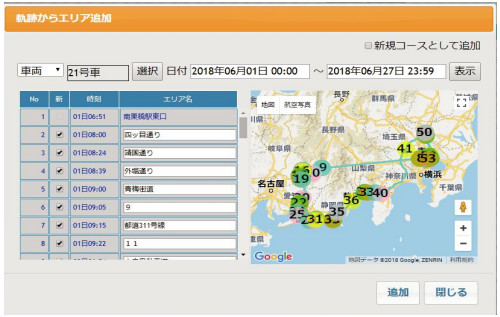 軌跡からエリア追加
新規コースとして追加
車両 21号車 選択 日付 2018年06月01日 00:00 ～ 2018年06月27日 23:59 表示
No 新 時刻 エリア名
1 01日06:51 南栗橋駅東口
2 01日08:00 四ッ目通り
3 01日08:24 靖国通り
4 01日08:39 外堀通り
5 01日09:00 青梅街道
6 01日09:05 9
7 01日09:15 都道311号線
8 01日09:22 11
地図 航空写真
長野
群馬県
長野県
埼玉県
50
41
53
岐阜県
9
19
山梨県
神奈川県
横浜
名古屋
千葉県
33 40
22
36
静岡県
25
35
23 13
Google
地図データ ©2018 Google, ZENRIN 利用規約
追加 閉じる